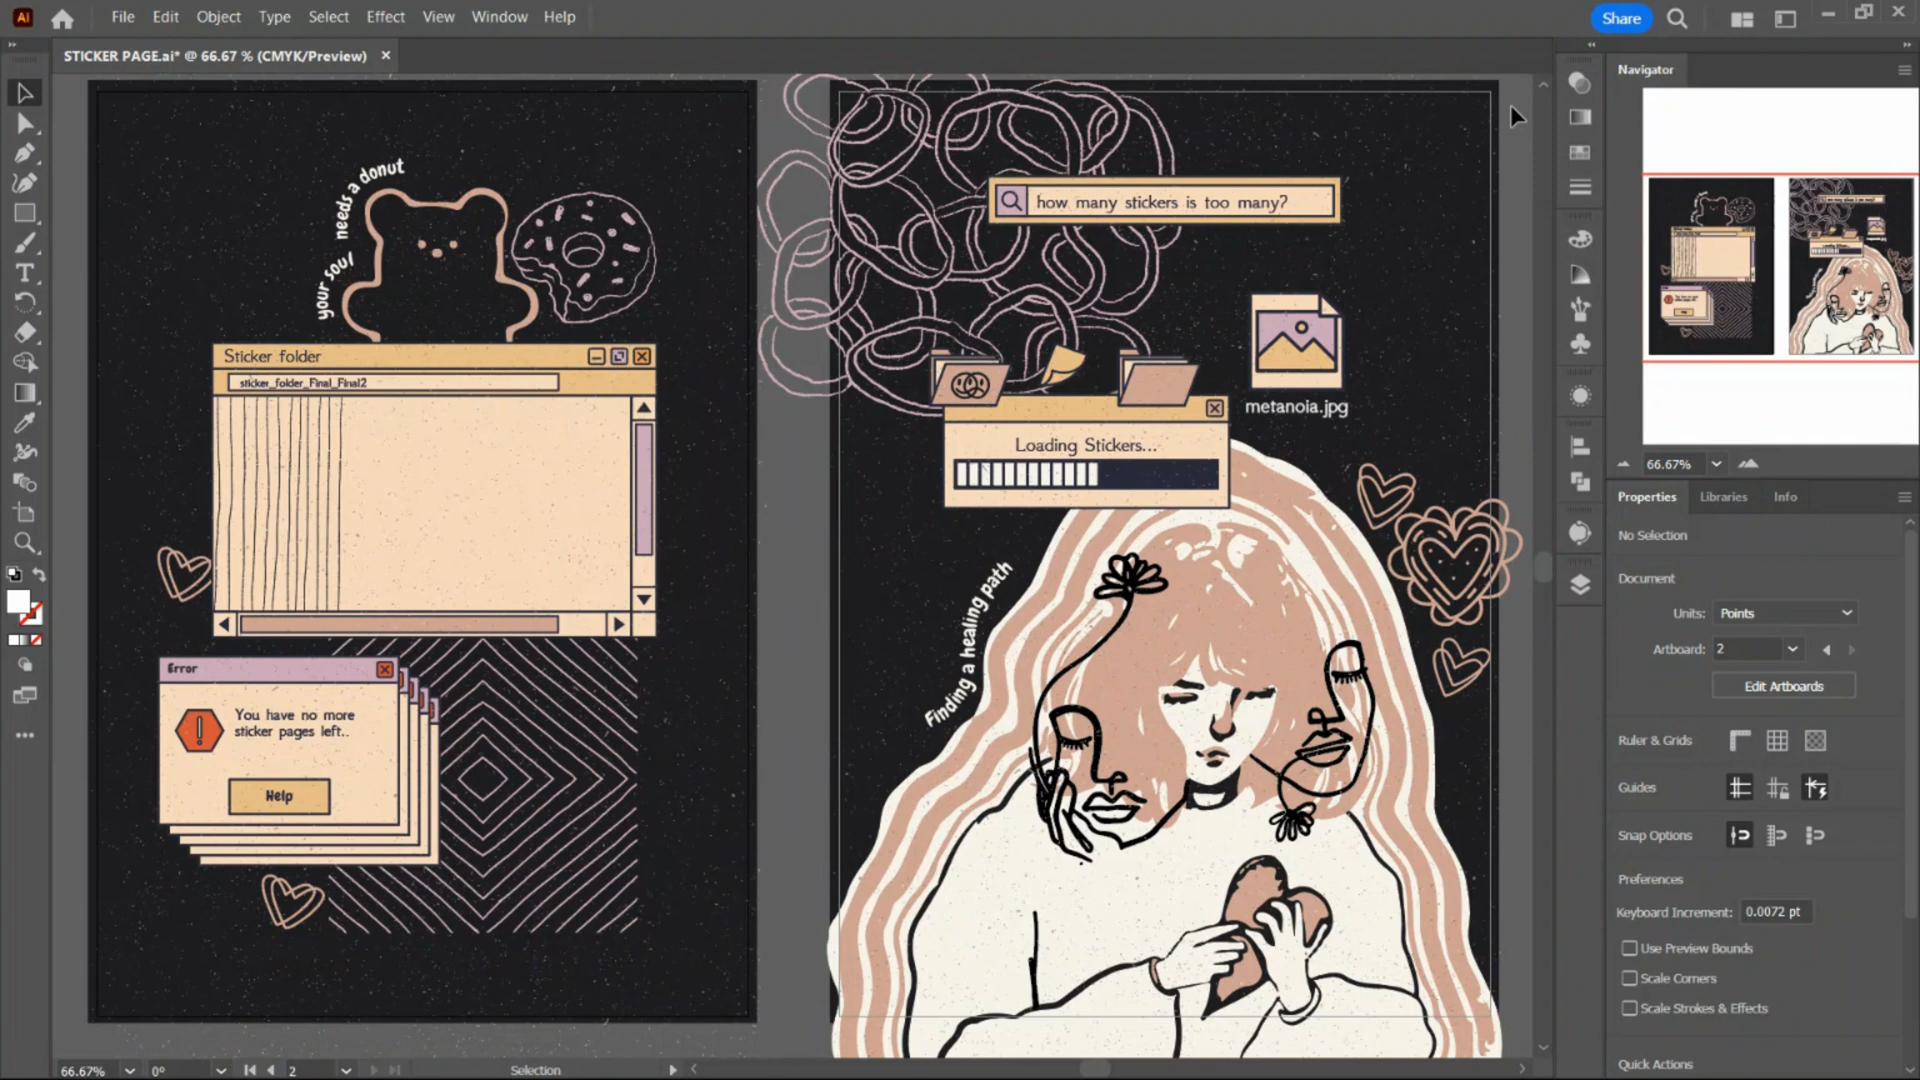 Ai
File Edit Object Type Select Effect View Window Help
Share
STICKER PAGE.ai* @ 66.67 % (CMYK/Preview) ×
your soul needs a donut
Sticker folder
sticker_folder_Final_Final2
Error
You have no more
sticker pages left..
Help
how many stickers is too many?
metanoia.jpg
Loading Stickers...
Finding a healing path
Navigator
66.67%
Properties Libraries Info
No Selection
Document
Units: Points
Artboard: 2
Edit Artboards
Ruler & Grids
Guides
Snap Options
Preferences
Keyboard Increment: 0.0072 pt
Use Preview Bounds
Scale Corners
Scale Strokes & Effects
Quick Actions
66.67% 0° 2 Selection